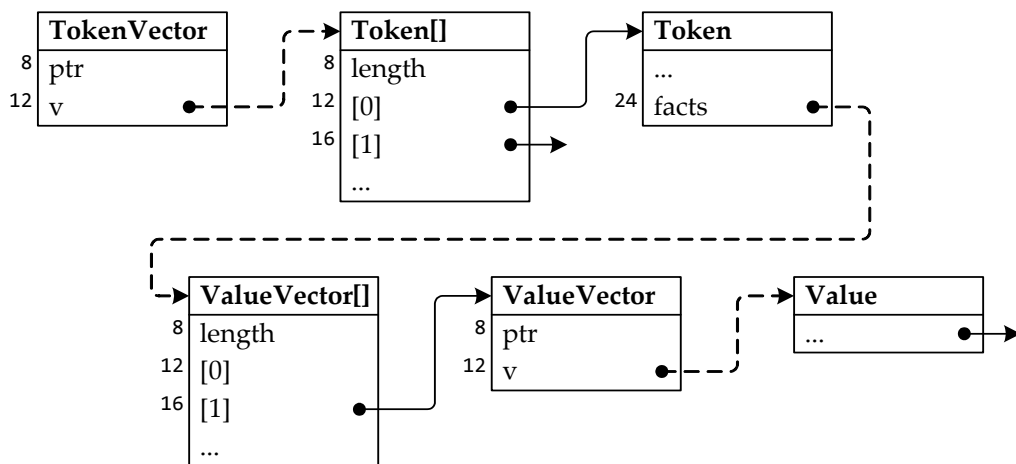 TokenVector
8 ptr
12 v
Token[]
8 length
12 [0]
16 [1]
...
Token
...
24 facts
ValueVector[]
8 length
12 [0]
16 [1]
...
ValueVector
8 ptr
12 v
Value
...